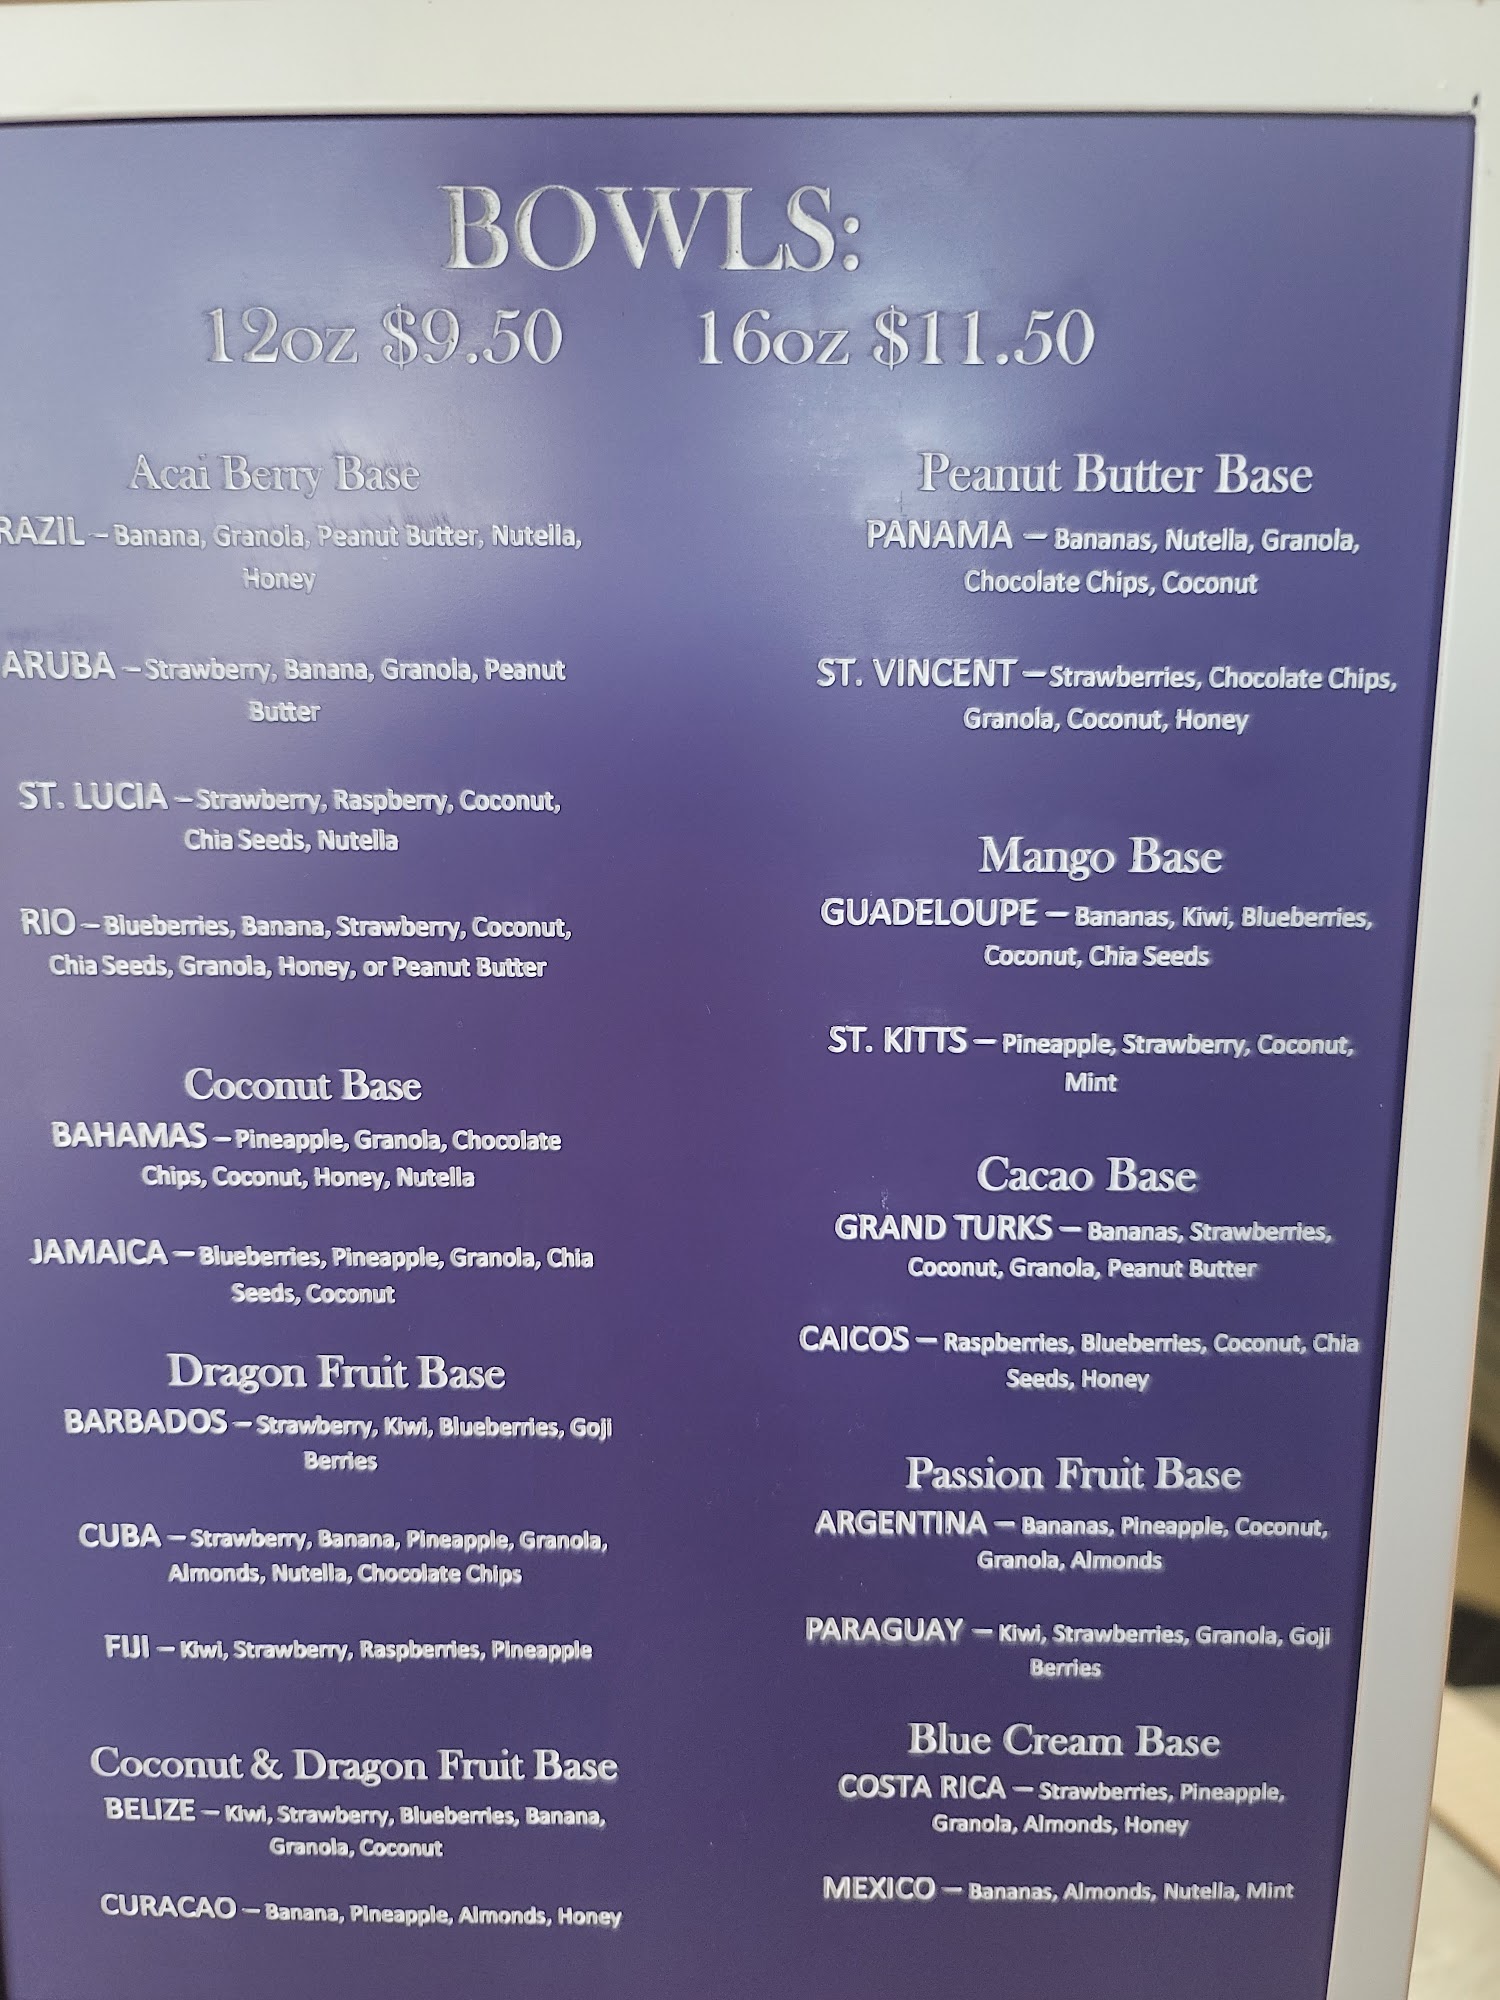 BOWLS:
12oz $9.50 16oz $11.50
Acai Berry Base
RAZIL – Banana, Granola, Peanut Butter, Nutella,
Honey
ARUBA – Strawberry, Banana, Granola, Peanut
Butter
ST. LUCIA – Strawberry, Raspberry, Coconut,
Chia Seeds, Nutella
RIO – Blueberries, Banana, Strawberry, Coconut,
Chia Seeds, Granola, Honey, or Peanut Butter
Coconut Base
BAHAMAS – Pineapple, Granola, Chocolate
Chips, Coconut, Honey, Nutella
JAMAICA – Blueberries, Pineapple, Granola, Chia
Seeds, Coconut
Dragon Fruit Base
BARBADOS – Strawberry, Kiwi, Blueberries, Goji
Berries
CUBA – Strawberry, Banana, Pineapple, Granola,
Almonds, Nutella, Chocolate Chips
FIJI – Kiwi, Strawberry, Raspberries, Pineapple
Coconut & Dragon Fruit Base
BELIZE – Kiwi, Strawberry, Blueberries, Banana,
Granola, Coconut
CURACAO – Banana, Pineapple, Almonds, Honey
Peanut Butter Base
PANAMA – Bananas, Nutella, Granola,
Chocolate Chips, Coconut
ST. VINCENT – Strawberries, Chocolate Chips,
Granola, Coconut, Honey
Mango Base
GUADELOUPE – Bananas, Kiwi, Blueberries,
Coconut, Chia Seeds
ST. KITTS – Pineapple, Strawberry, Coconut,
Mint
Cacao Base
GRAND TURKS – Bananas, Strawberries,
Coconut, Granola, Peanut Butter
CAICOS – Raspberries, Blueberries, Coconut, Chia
Seeds, Honey
Passion Fruit Base
ARGENTINA – Bananas, Pineapple, Coconut,
Granola, Almonds
PARAGUAY – Kiwi, Strawberries, Granola, Goji
Berries
Blue Cream Base
COSTA RICA – Strawberries, Pineapple,
Granola, Almonds, Honey
MEXICO – Bananas, Almonds, Nutella, Mint